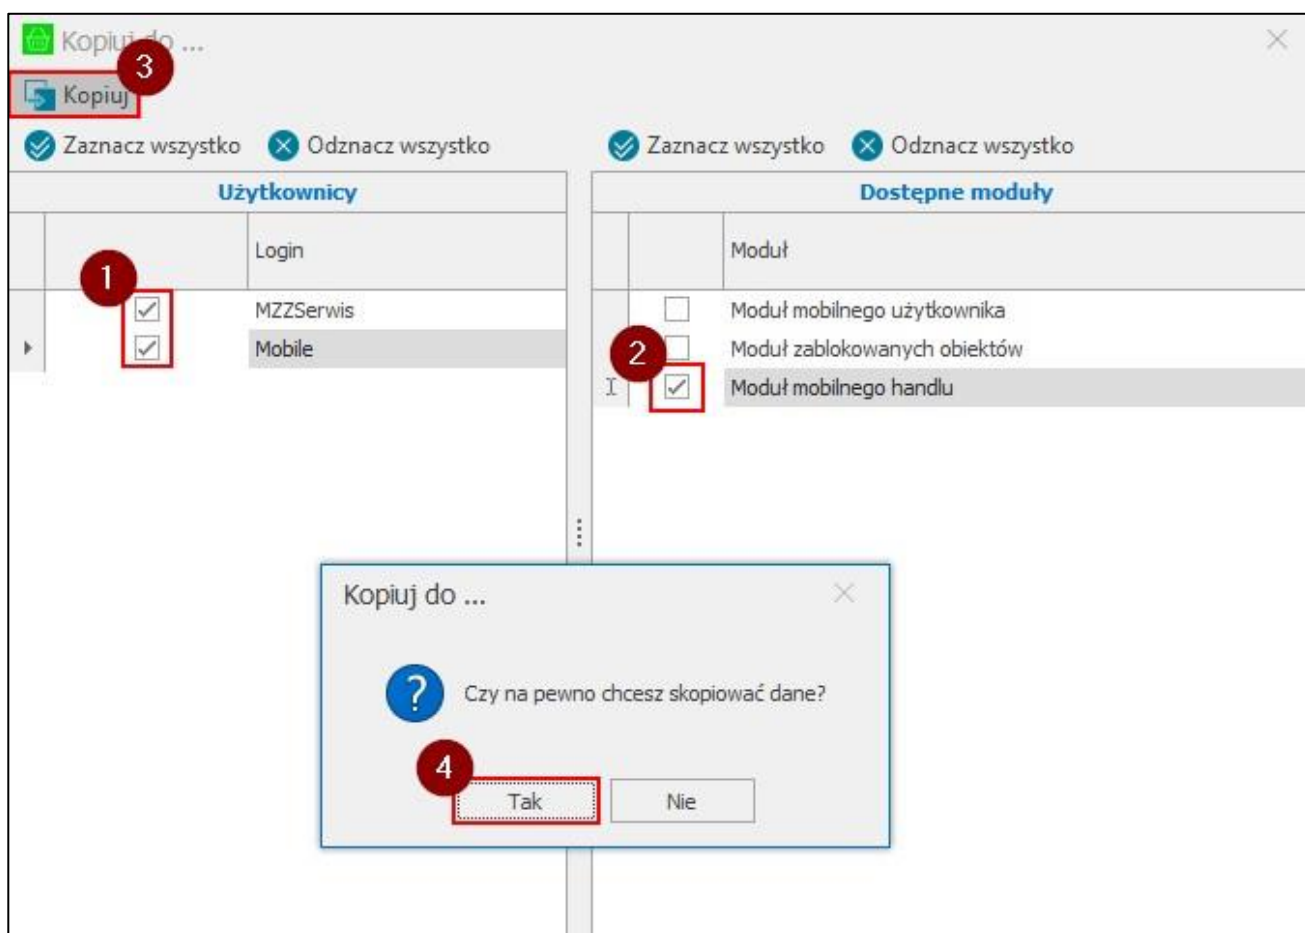 Kopiuj do ...
3
Kopiuj
Zaznacz wszystko Odznacz wszystko Zaznacz wszystko Odznacz wszystko
Użytkownicy Dostępne moduły
Login Moduł
1
MZZSerwis Moduł mobilnego użytkownika
Mobile Moduł zablokowanych obiektów
2
Moduł mobilnego handlu
Kopiuj do ...
? Czy na pewno chcesz skopiować dane?
4
Tak Nie